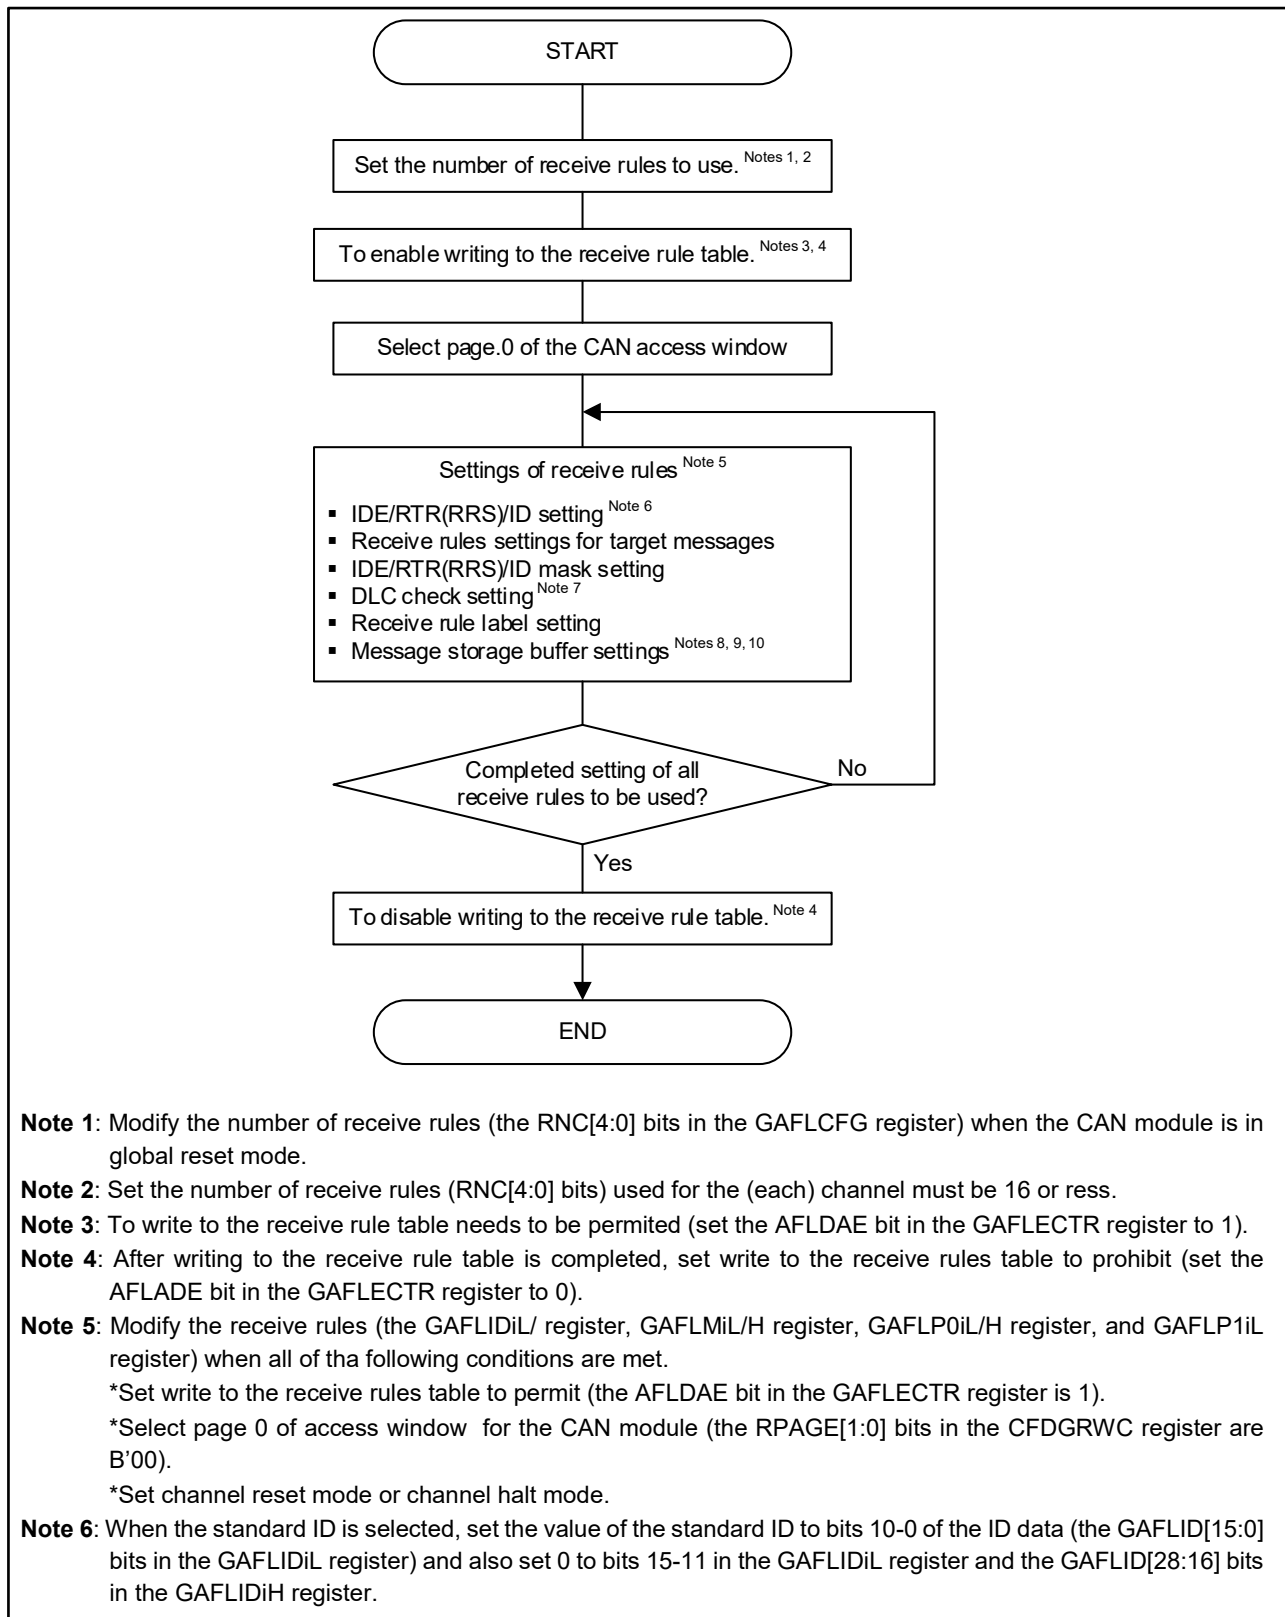 START
Set the number of receive rules to use. Notes 1, 2
To enable writing to the receive rule table. Notes 3, 4
Select page.0 of the CAN access window
Settings of receive rules Note 5
▪ IDE/RTR(RRS)/ID setting Note 6
▪ Receive rules settings for target messages
▪ IDE/RTR(RRS)/ID mask setting
▪ DLC check setting Note 7
▪ Receive rule label setting
▪ Message storage buffer settings Notes 8, 9, 10
Completed setting of all
receive rules to be used?
No
Yes
To disable writing to the receive rule table. Note 4
END
Note 1: Modify the number of receive rules (the RNC[4:0] bits in the GAFLCFG register) when the CAN module is in
global reset mode.
Note 2: Set the number of receive rules (RNC[4:0] bits) used for the (each) channel must be 16 or ress.
Note 3: To write to the receive rule table needs to be permited (set the AFLDAE bit in the GAFLECTR register to 1).
Note 4: After writing to the receive rule table is completed, set write to the receive rules table to prohibit (set the
AFLADE bit in the GAFLECTR register to 0).
Note 5: Modify the receive rules (the GAFLIDiL/ register, GAFLMiL/H register, GAFLP0iL/H register, and GAFLP1iL
register) when all of tha following conditions are met.
*Set write to the receive rules table to permit (the AFLDAE bit in the GAFLECTR register is 1).
*Select page 0 of access window for the CAN module (the RPAGE[1:0] bits in the CFDGRWC register are
B’00).
*Set channel reset mode or channel halt mode.
Note 6: When the standard ID is selected, set the value of the standard ID to bits 10-0 of the ID data (the GAFLID[15:0]
bits in the GAFLIDiL register) and also set 0 to bits 15-11 in the GAFLIDiL register and the GAFLID[28:16] bits
in the GAFLIDiH register.